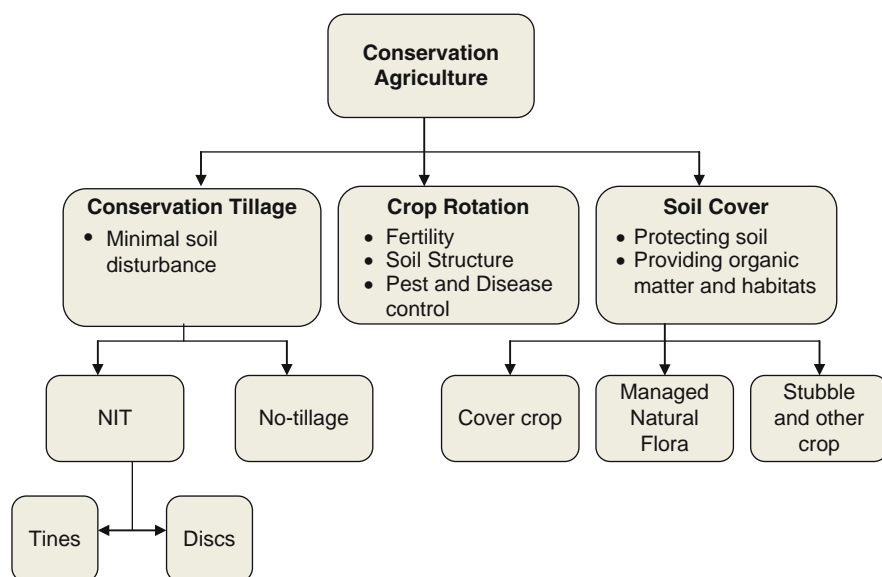 Conservation
Agriculture
Conservation Tillage
• Minimal soil
disturbance
Crop Rotation
• Fertility
• Soil Structure
• Pest and Disease
control
Soil Cover
• Protecting soil
• Providing organic
matter and habitats
NIT
No-tillage
Cover crop
Managed
Natural
Flora
Stubble
and other
crop
Tines
Discs